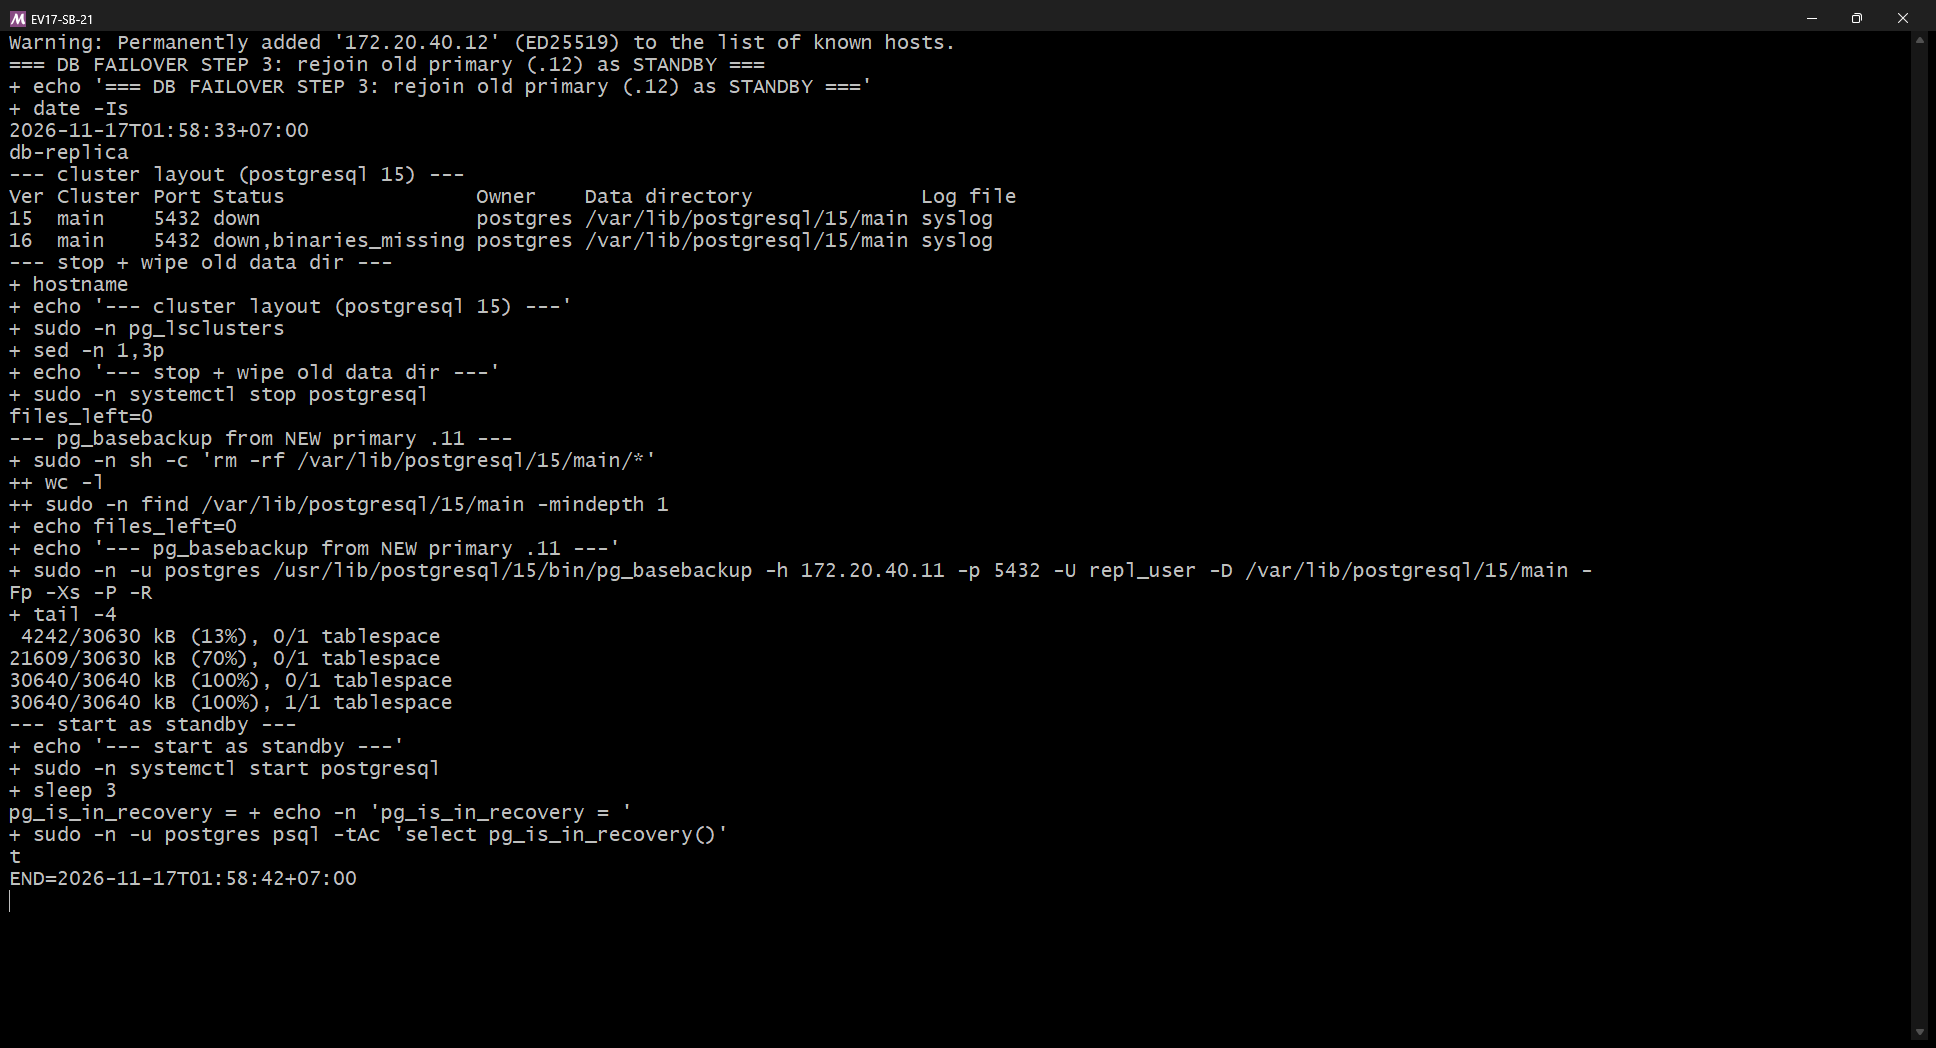 EV17-SB-21
Warning: Permanently added '172.20.40.12' (ED25519) to the list of known hosts.
=== DB FAILOVER STEP 3: rejoin old primary (.12) as STANDBY ===
+ echo '=== DB FAILOVER STEP 3: rejoin old primary (.12) as STANDBY ==='
+ date -Is
2026-11-17T01:58:33+07:00
db-replica
--- cluster layout (postgresql 15) ---
Ver Cluster Port Status                Owner    Data directory              Log file
15  main    5432 down                  postgres /var/lib/postgresql/15/main syslog
16  main    5432 down,binaries_missing postgres /var/lib/postgresql/15/main syslog
--- stop + wipe old data dir ---
+ hostname
+ echo '--- cluster layout (postgresql 15) ---'
+ sudo -n pg_lsclusters
+ sed -n 1,3p
+ echo '--- stop + wipe old data dir ---'
+ sudo -n systemctl stop postgresql
files_left=0
--- pg_basebackup from NEW primary .11 ---
+ sudo -n sh -c 'rm -rf /var/lib/postgresql/15/main/*'
++ wc -l
++ sudo -n find /var/lib/postgresql/15/main -mindepth 1
+ echo files_left=0
+ echo '--- pg_basebackup from NEW primary .11 ---'
+ sudo -n -u postgres /usr/lib/postgresql/15/bin/pg_basebackup -h 172.20.40.11 -p 5432 -U repl_user -D /var/lib/postgresql/15/main -
Fp -Xs -P -R
+ tail -4
 4242/30630 kB (13%), 0/1 tablespace
21609/30630 kB (70%), 0/1 tablespace
30640/30640 kB (100%), 0/1 tablespace
30640/30640 kB (100%), 1/1 tablespace
--- start as standby ---
+ echo '--- start as standby ---'
+ sudo -n systemctl start postgresql
+ sleep 3
pg_is_in_recovery = + echo -n 'pg_is_in_recovery = '
+ sudo -n -u postgres psql -tAc 'select pg_is_in_recovery()'
t
END=2026-11-17T01:58:42+07:00